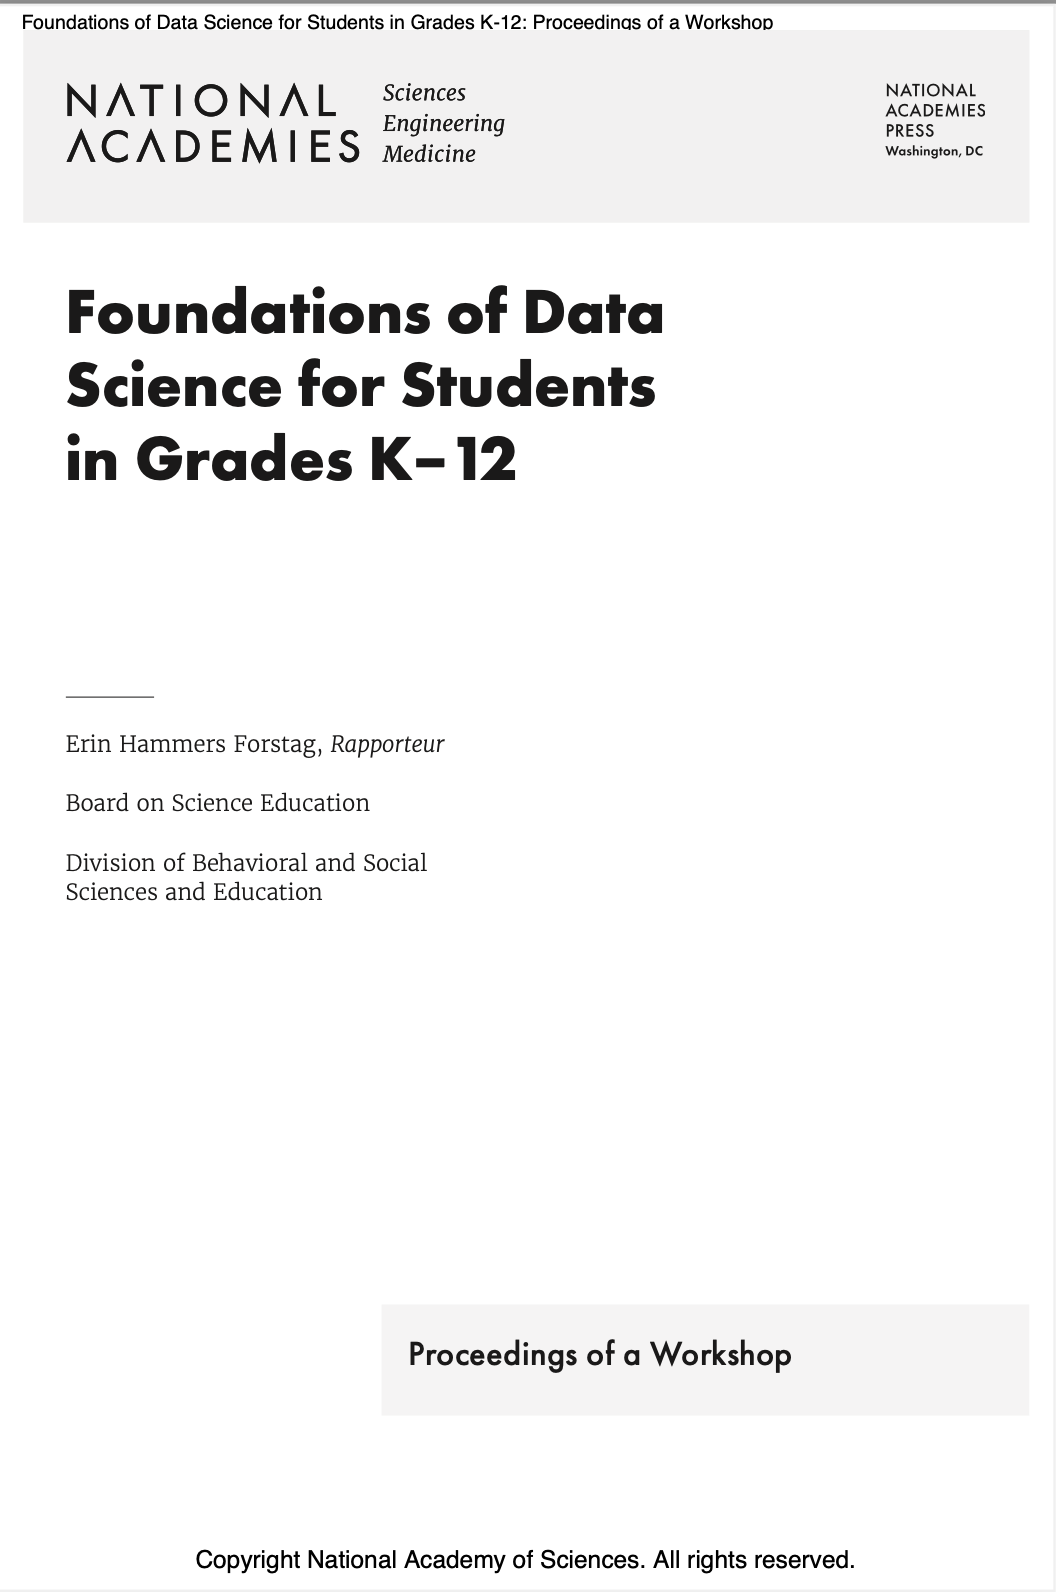 Foundations of Data Science for Students in Grades K-12: Proceedings of a Workshop
NATIONAL
ACADEMIES
Sciences
Engineering
Medicine
NATIONAL
ACADEMIES
PRESS
Washington, DC
Foundations of Data
Science for Students
in Grades K–12
Erin Hammers Forstag, Rapporteur
Board on Science Education
Division of Behavioral and Social
Sciences and Education
Proceedings of a Workshop
Copyright National Academy of Sciences. All rights reserved.